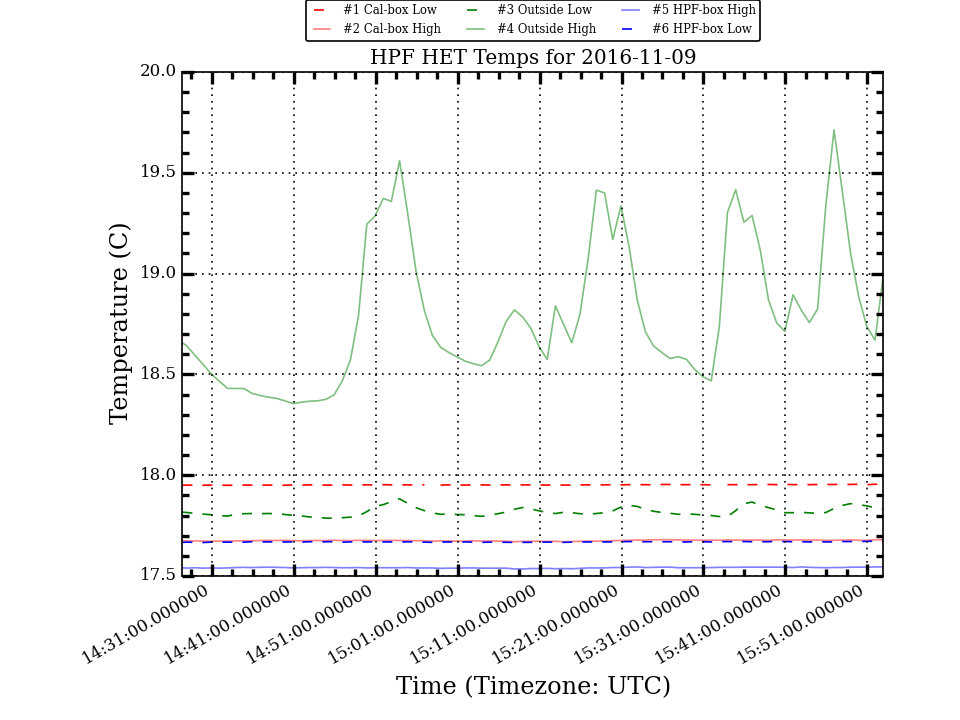 #1 Cal-box Low #3 Outside Low #5 HPF-box High
#2 Cal-box High #4 Outside High #6 HPF-box Low
HPF HET Temps for 2016-11-09
20.0
19.5
19.0
18.5
18.0
17.5
Temperature (C)
14:31:00.000000 14:41:00.000000 14:51:00.000000 15:01:00.000000 15:11:00.000000 15:21:00.000000 15:31:00.000000 15:41:00.000000 15:51:00.000000
Time (Timezone: UTC)